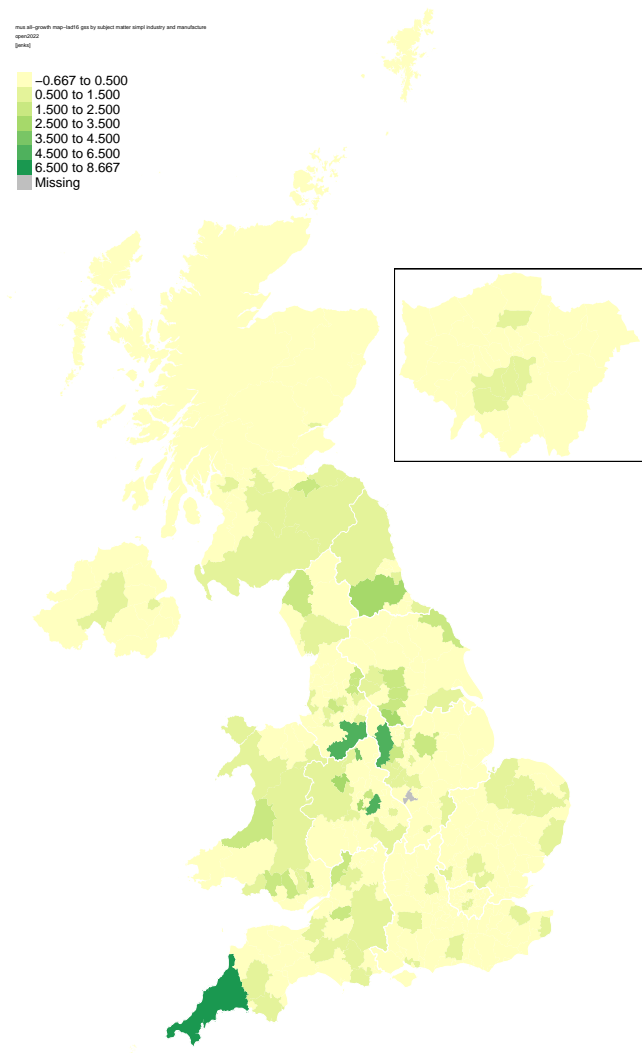 mus all-growth map-lad16 gss by subject matter simpl industry and manufacture
open2022
[jenks]
-0.667 to 0.500
0.500 to 1.500
1.500 to 2.500
2.500 to 3.500
3.500 to 4.500
4.500 to 6.500
6.500 to 8.667
Missing